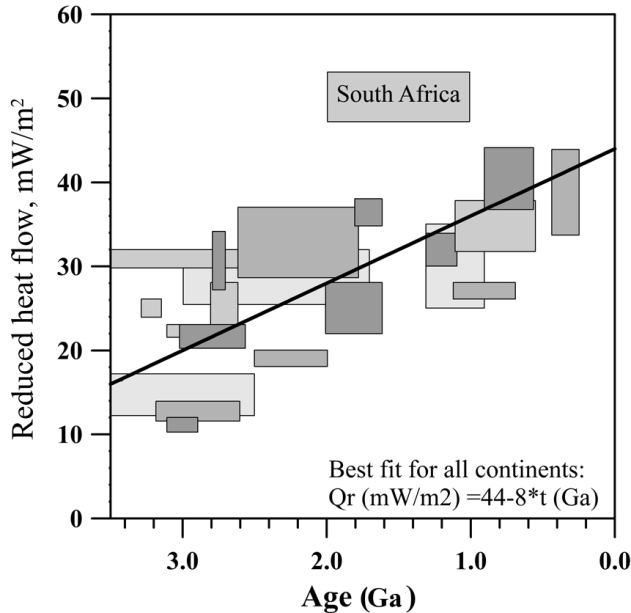 Reduced heat flow, mW/m²
60
50
40
30
20
10
0
South Africa
Best fit for all continents:
Qr (mW/m2) =44-8*t (Ga)
3.0
2.0
1.0
0.0
Age (Ga)